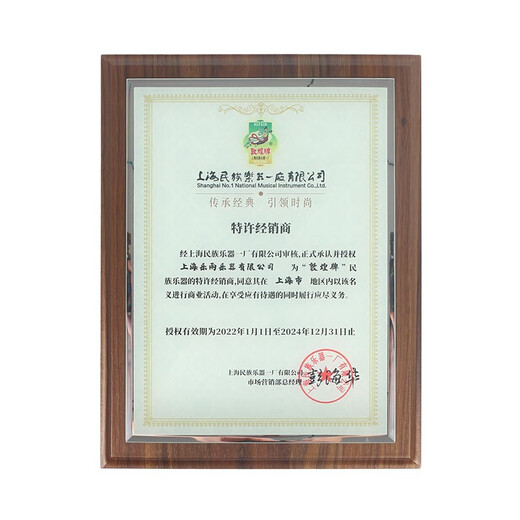 敦煌牌
上海民族樂器一廠有限公司
Shanghai No.1 National Musical Instrument Co.,Ltd.
传承经典 引领时尚
特许经销商
经上海民族乐器一厂有限公司审核,正式承认并授权
上海乐雨乐器有限公司 为“敦煌牌”民
族乐器的特许经销商,同意其在 上海市 地区内以该名
义进行商业活动,在享受应有待遇的同时履行应尽义务。
授权有效期为2022年1月1日至2024年12月31日止
上海民族乐器一厂有限公司
市场营销部总经理